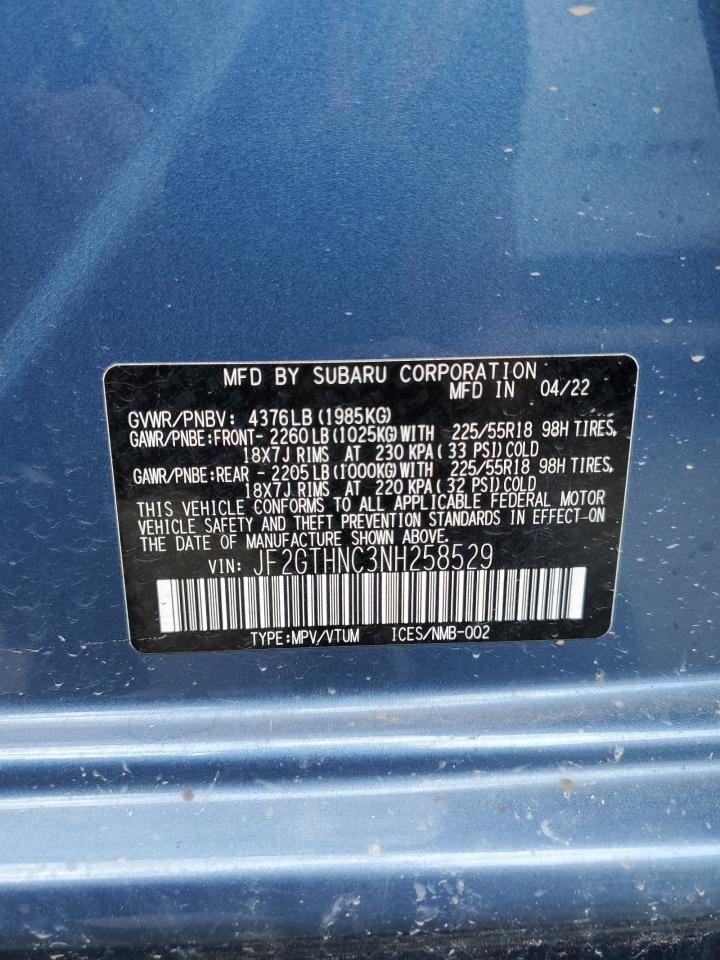 MFD BY SUBARU CORPORATION
MFD IN 04/22
GVWR/PNBV: 4376LB(1985KG)
GAWR/PNBE:FRONT- 2260LB(1025KG)WITH 225/55R18 98H TIRES,
18X7J RIMS AT 230 KPA( 33 PSI)COLD
GAWR/PNBE:REAR - 2205LB(1000KG)WITH 225/55R18 98H TIRES,
18X7J RIMS AT 220 KPA( 32 PSI)COLD
THIS VEHICLE CONFORMS TO ALL APPLICABLE FEDERAL MOTOR
VEHICLE SAFETY AND THEFT PREVENTION STANDARDS IN EFFECT ON
THE DATE OF MANUFACTURE SHOWN ABOVE.
VIN: JF2GTHNC3NH258529
TYPE:MPV/VTUM ICES/NMB-002